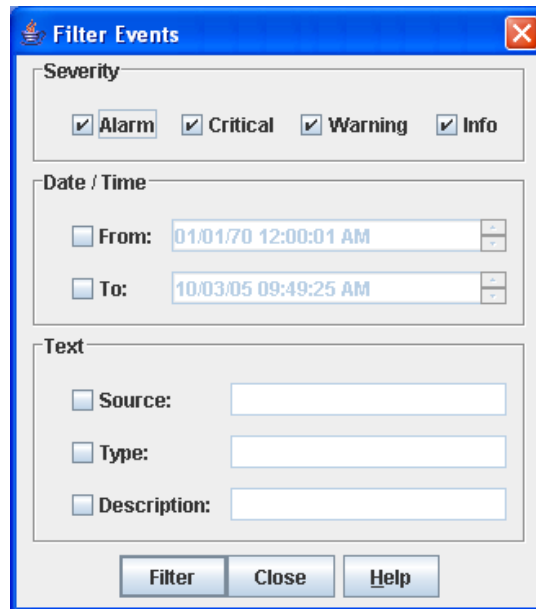 Filter Events
Severity
Alarm Critical Warning Info
Date / Time
From: 01/01/70 12:00:01 AM
To: 10/03/05 09:49:25 AM
Text
Source:
Type:
Description:
Filter Close Help